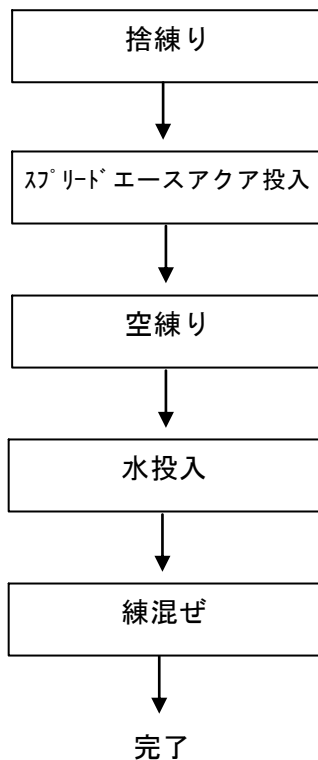 捨練り
ｽﾌﾟﾘｰﾄﾞエースアクア投入
空練り
水投入
練混ぜ
完了